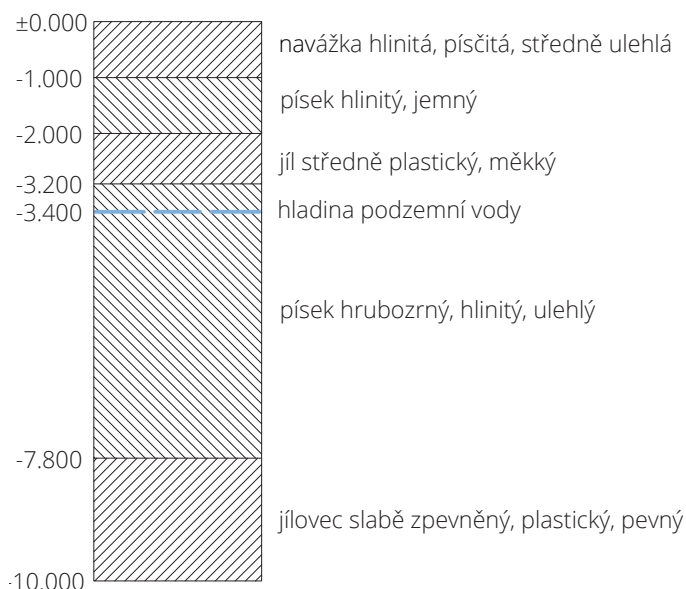 ±0.000
navážka hlinitá, písčitá, středně ulehlá
-1.000
písek hlinitý, jemný
-2.000
jíl středně plastický, měkký
-3.200
-3.400
hladina podzemní vody
písek hrubozrný, hlinitý, ulehlý
-7.800
jílovec slabě zpevněný, plastický, pevný
-10.000